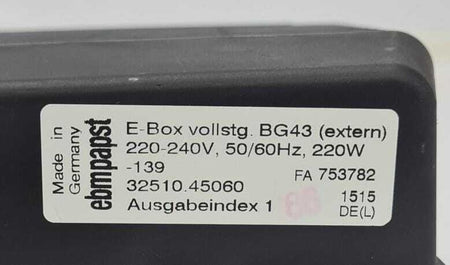 Made in
Germany
ebmpapst
E-Box vollstg. BG43 (extern)
220-240V, 50/60Hz, 220W
-139
FA 753782
32510.45060
1515
Ausgabeindex 1
DE(L)